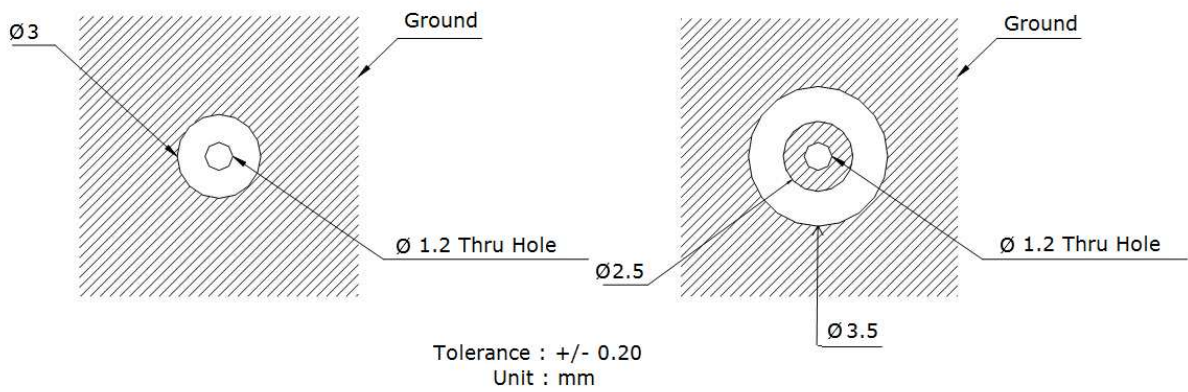 Ø3
Ground
Ø 1.2 Thru Hole
Ground
Ø 1.2 Thru Hole
Ø2.5
Ø3.5
Tolerance : +/- 0.20
Unit : mm